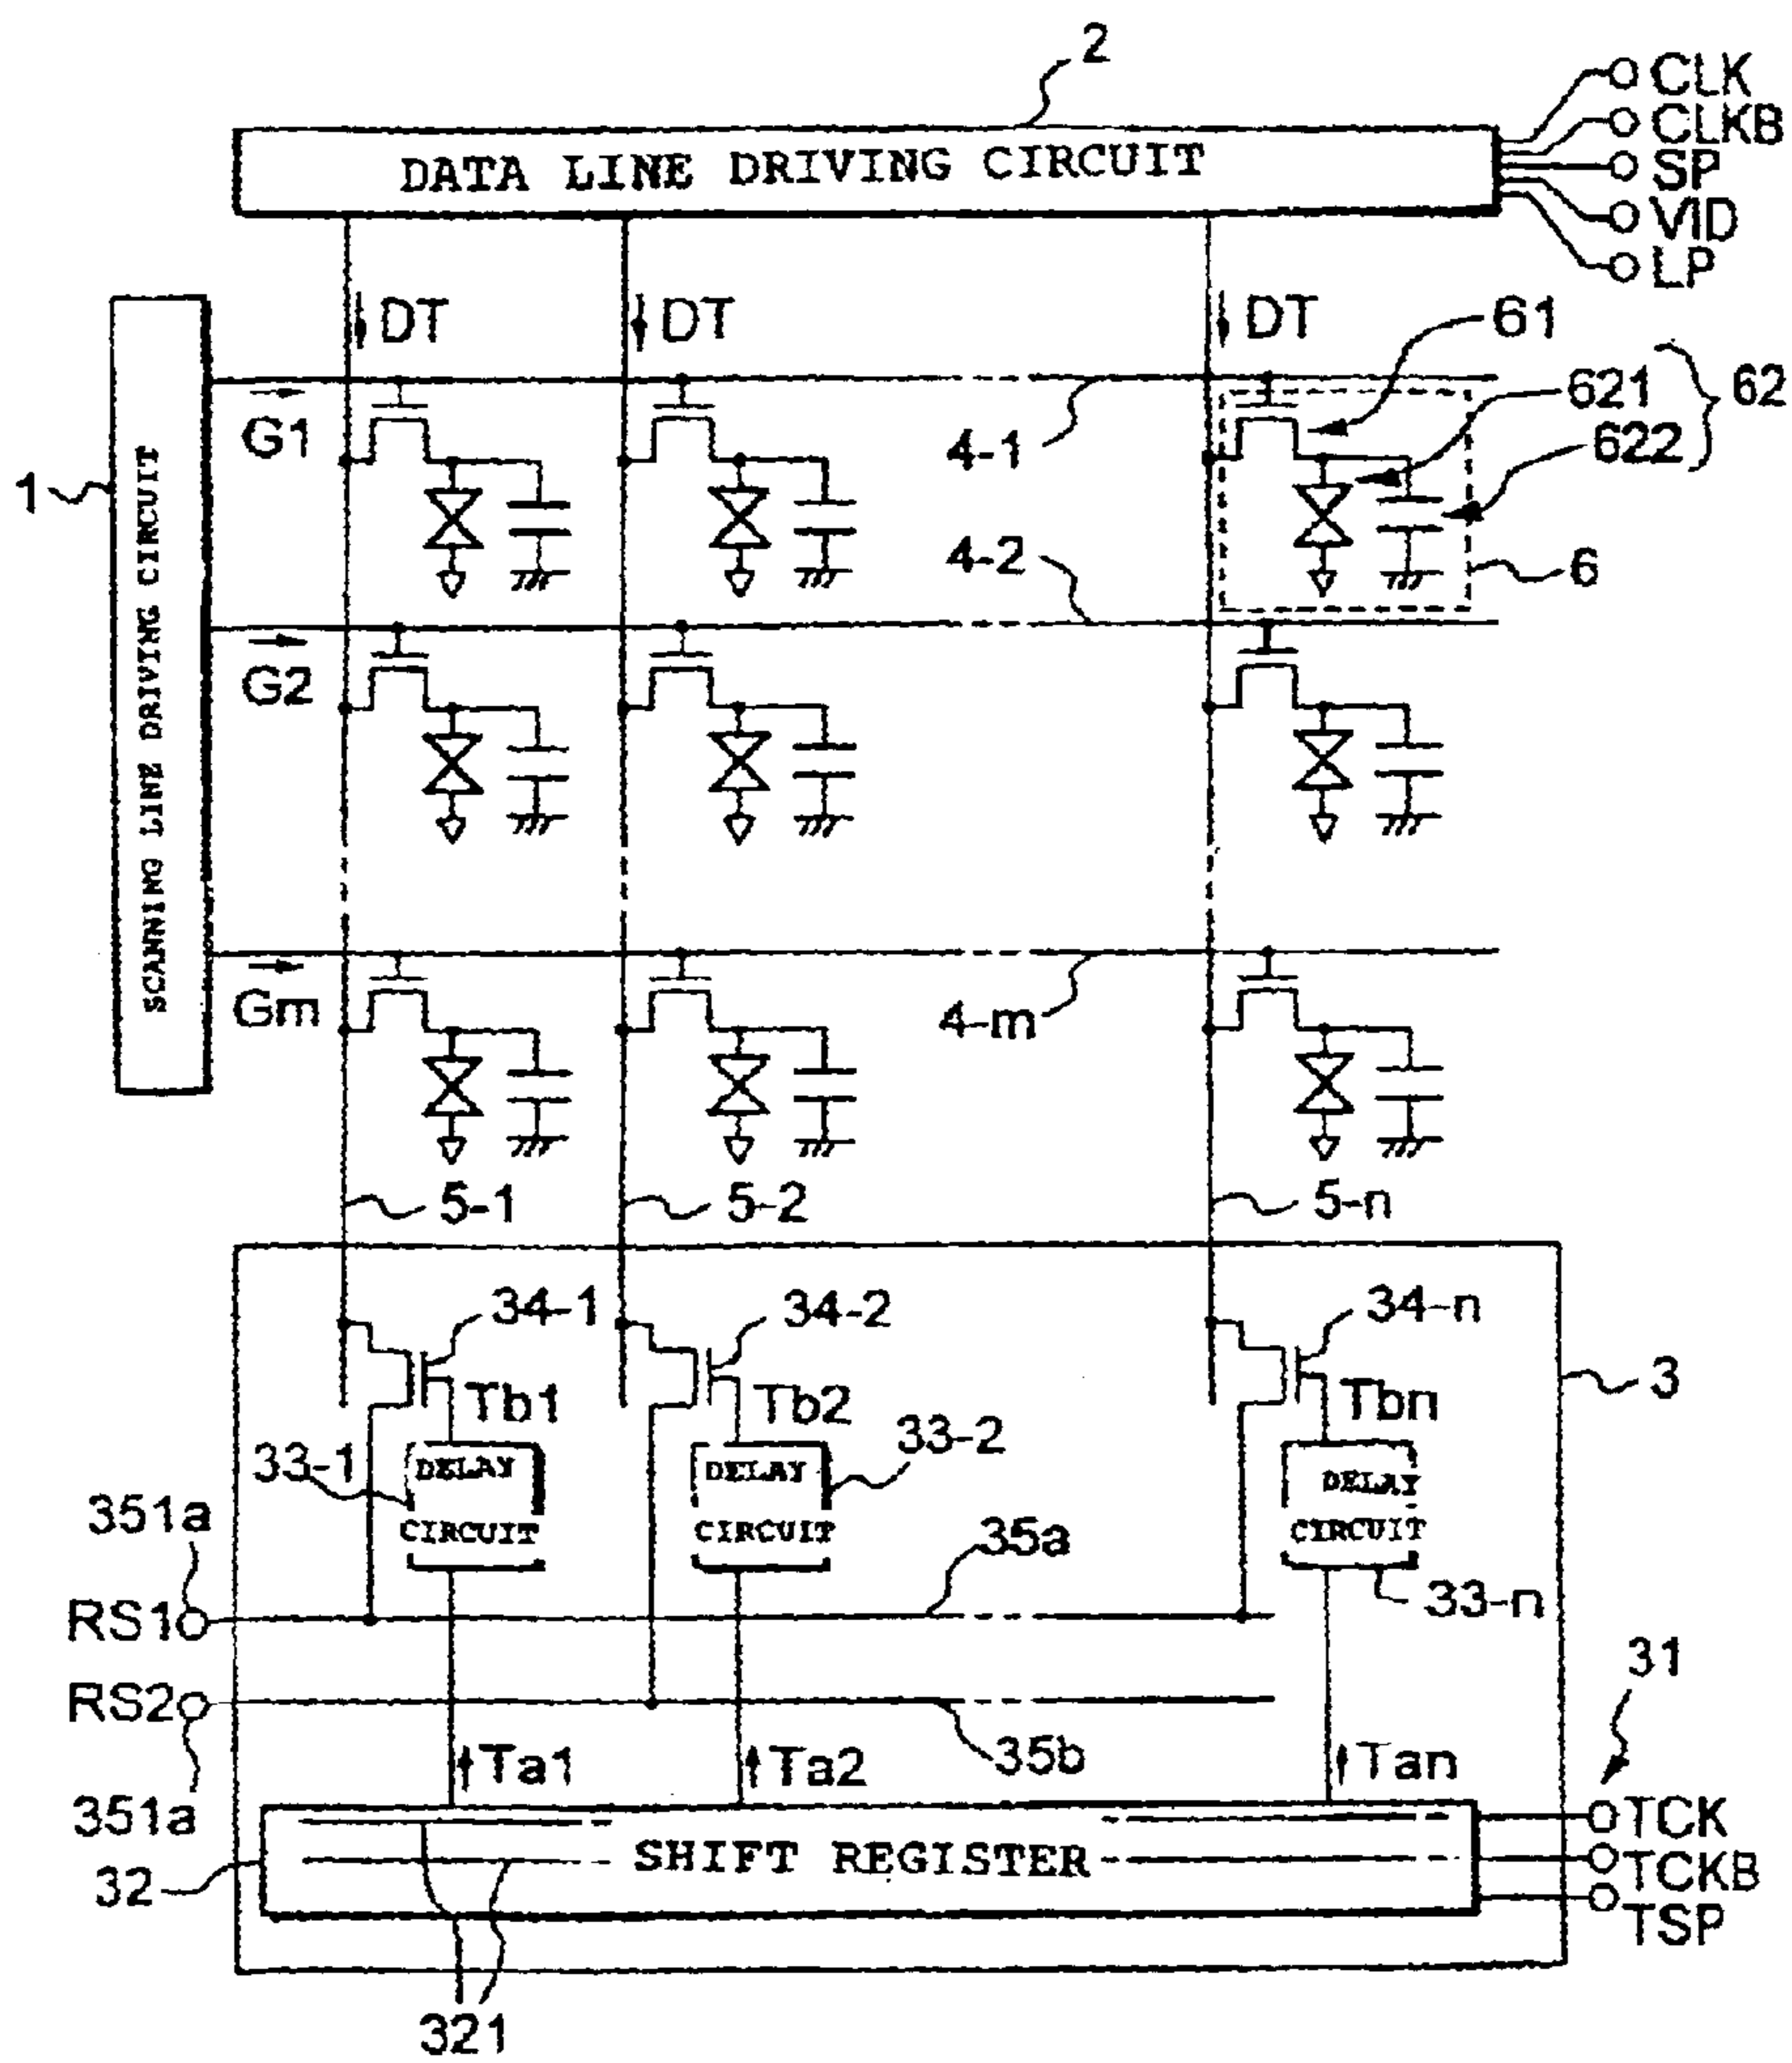 2
CLK
CLKB
SP
VID
LP
DATA LINE DRIVING CIRCUIT
DT
DT
DT
61
621
62
622
G1
4-1
1
SCANNING LINE DRIVING CIRCUIT
4-2
6
G2
Gm
4-m
5-1
5-2
5-n
34-1
34-2
34-n
3
Tb1
Tb2
Tbn
33-1
33-2
DELAY
CIRCUIT
DELAY
CIRCUIT
DELAY
CIRCUIT
351a
35a
33-n
RS1
31
RS2
35b
Ta1
Ta2
Tan
351a
TCK
32
SHIFT REGISTER
TCKB
TSP
321